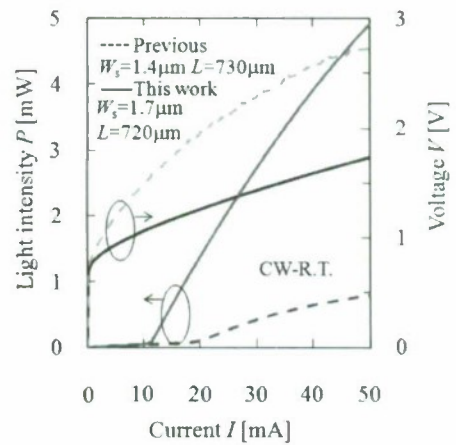 5
4
3
2
1
0
Light intensity P [mW]
3
2
1
0
Voltage V [V]
Previous
Ws=1.4μm L=730μm
This work
Ws=1.7μm
L=720μm
CW-R.T.
0 10 20 30 40 50
Current I [mA]